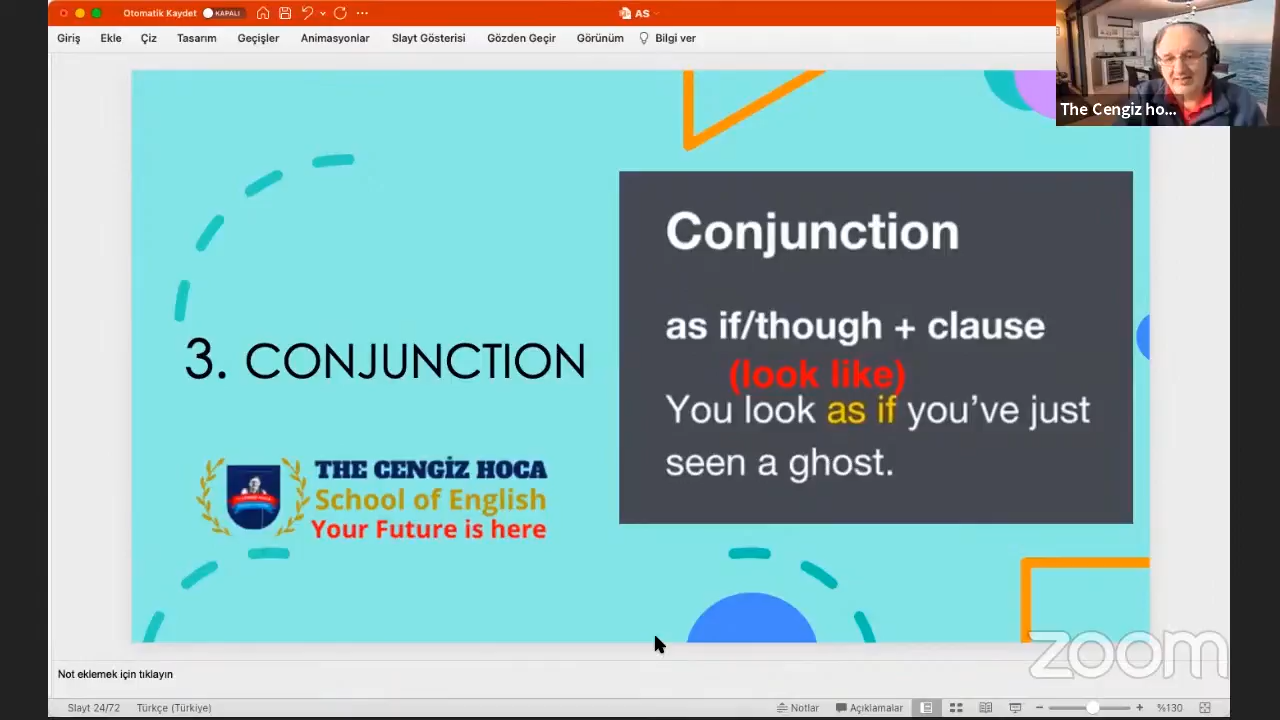 Otomatik Kaydet KAPALI
AS
Giriş Ekle Çiz Tasarım Geçişler Animasyonlar Slayt Gösterisi Gözden Geçir Görünüm Bilgi ver
The Cengiz ho...
3. CONJUNCTION
THE CENGİZ HOCA
School of English
Your Future is here
Conjunction
as if/though + clause
(look like)
You look as if you've just
seen a ghost.
zoom
Not eklemek için tıklayın
Slayt 24/72 Türkçe (Türkiye) Notlar Açıklamalar %130